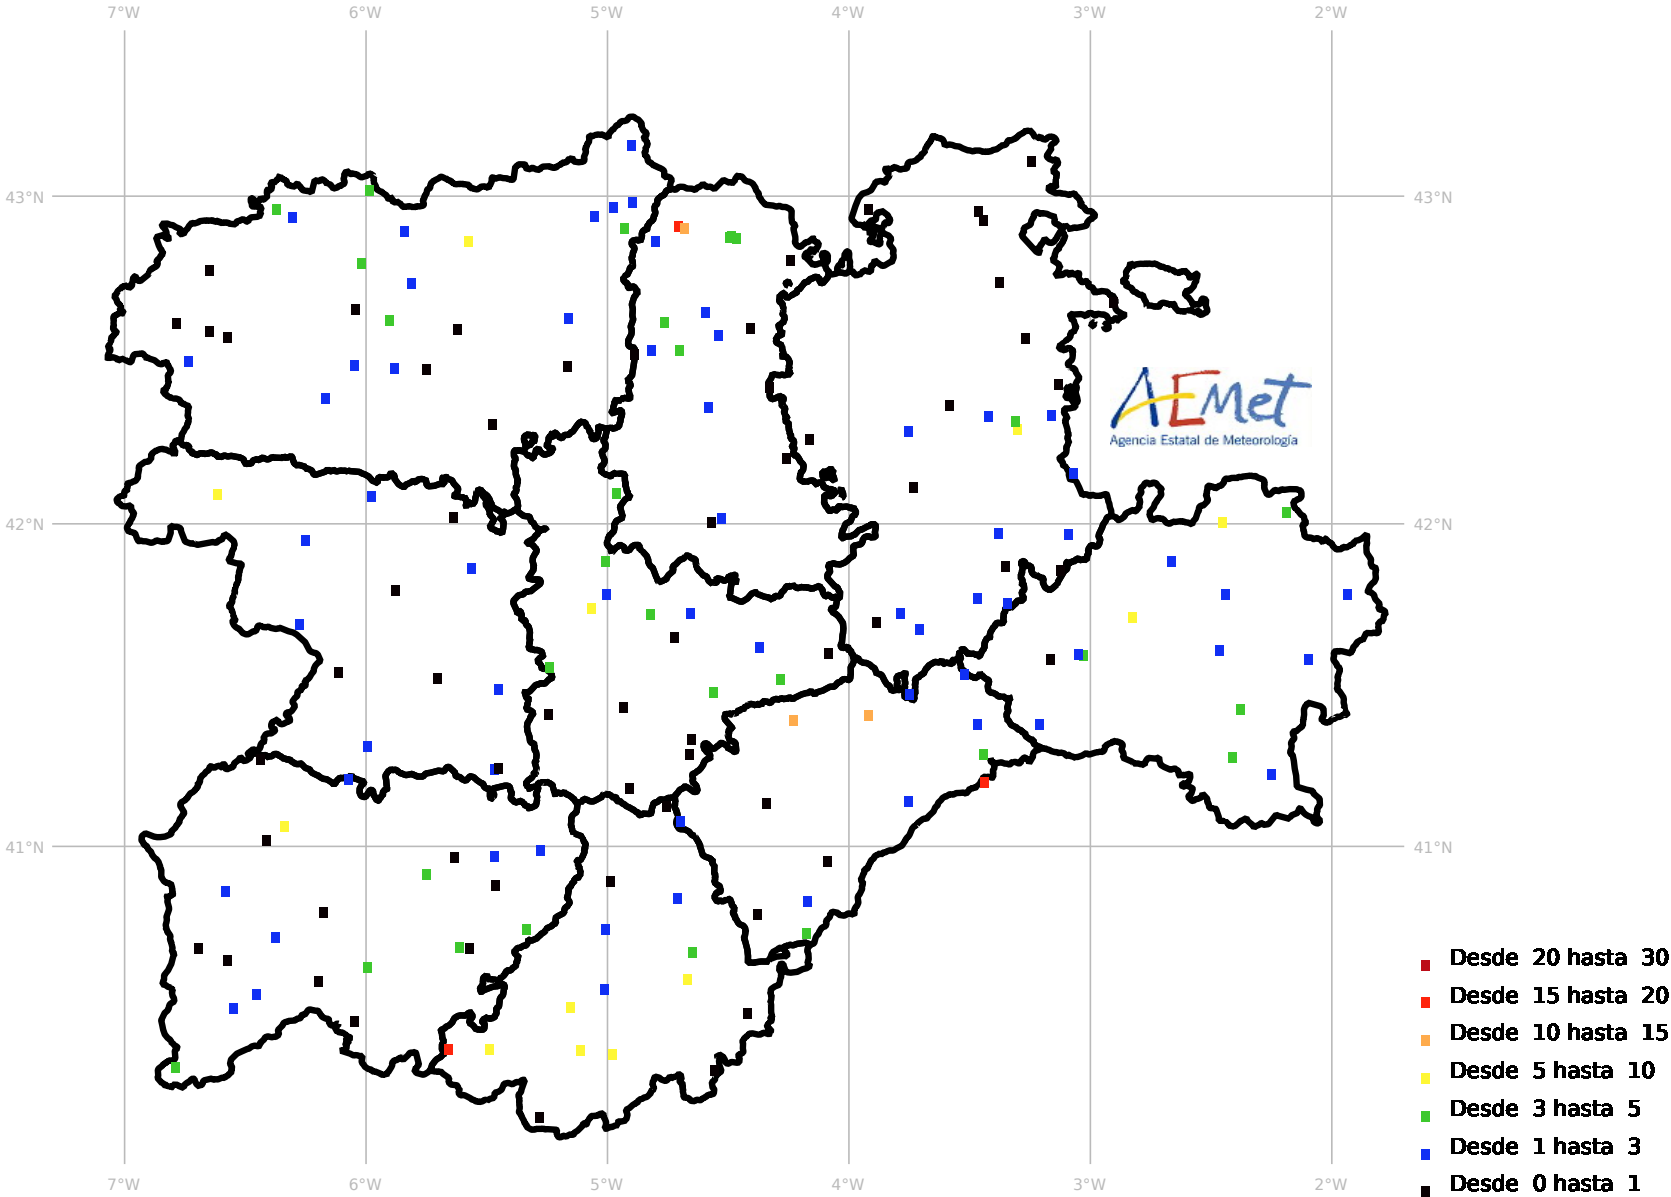 7°W 6°W 5°W 4°W 3°W 2°W
43°N 43°N
AEMet
Agencia Estatal de Meteorología
42°N 42°N
41°N 41°N
Desde 20 hasta 30
Desde 15 hasta 20
Desde 10 hasta 15
Desde 5 hasta 10
Desde 3 hasta 5
Desde 1 hasta 3
Desde 0 hasta 1
7°W 6°W 5°W 4°W 3°W 2°W